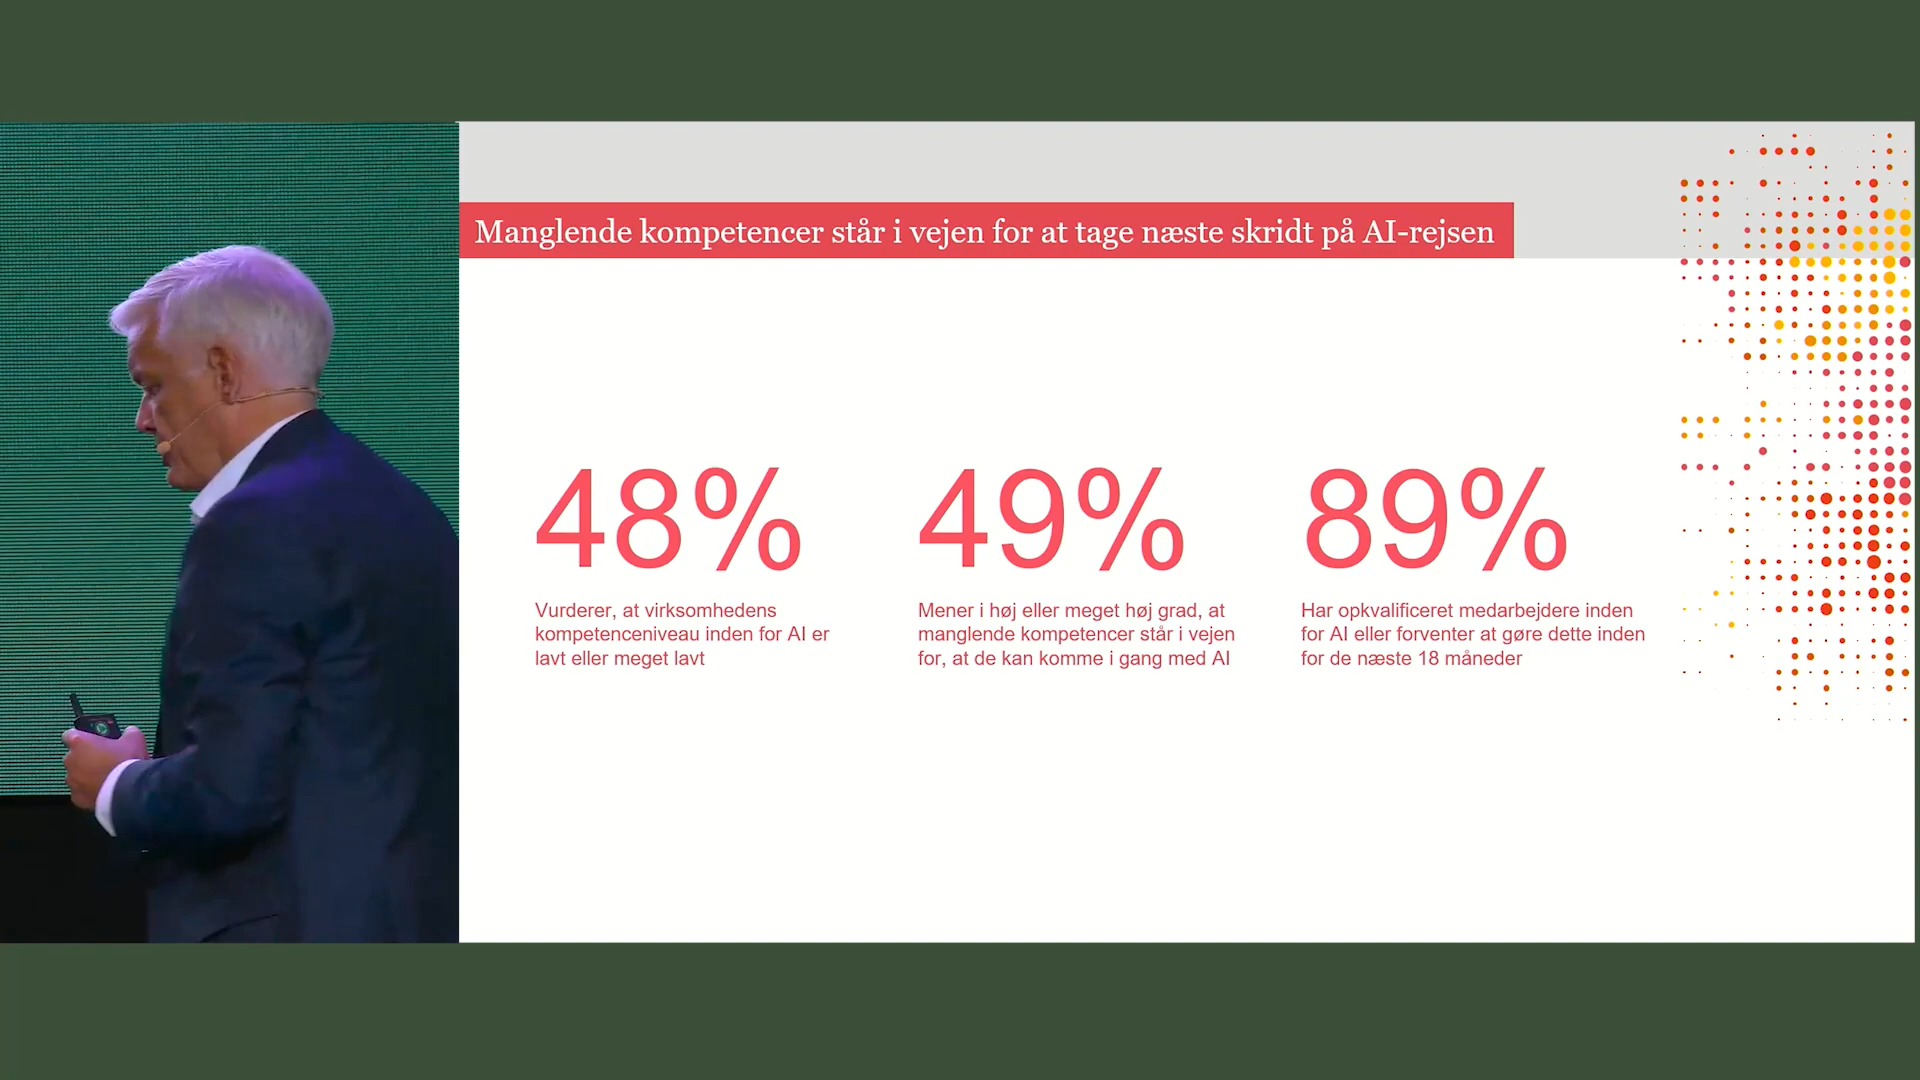 Manglende kompetencer står i vejen for at tage næste skridt på AI-rejsen
48%
Vurderer, at virksomhedens
kompetenceniveau inden for AI er
lavt eller meget lavt
49%
Mener i høj eller meget høj grad, at
manglende kompetencer står i vejen
for, at de kan komme i gang med AI
89%
Har opkvalificeret medarbejdere inden
for AI eller forventer at gøre dette inden
for de næste 18 måneder